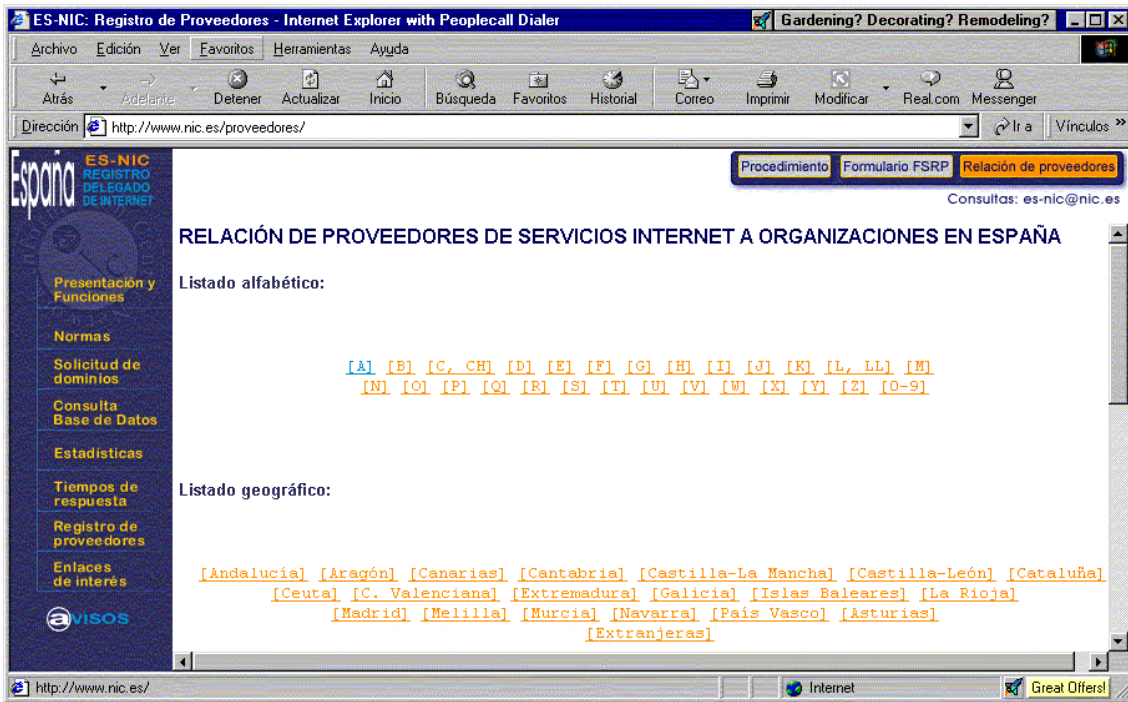 ES-NIC: Registro de Proveedores - Internet Explorer with Peoplecall Dialer
Gardening? Decorating? Remodeling?
Archivo Edición Ver Favoritos Herramientas Ayuda
Atrás Adelante Detener Actualizar Inicio Búsqueda Favoritos Historial Correo Imprimir Modificar Real.com Messenger
Dirección http://www.nic.es/proveedores/ Ir a Vínculos »
España
ES-NIC
REGISTRO
DELEGADO
DE INTERNET
Procedimiento Formulario FSRP Relación de proveedores
Consultas: es-nic@nic.es
Presentación y
Funciones
Normas
Solicitud de
dominios
Consulta
Base de Datos
Estadísticas
Tiempos de
respuesta
Registro de
proveedores
Enlaces
de interés
avisos
RELACIÓN DE PROVEEDORES DE SERVICIOS INTERNET A ORGANIZACIONES EN ESPAÑA
Listado alfabético:
[A] [B] [C, CH] [D] [E] [F] [G] [H] [I] [J] [K] [L, LL] [M]
[N] [O] [P] [Q] [R] [S] [T] [U] [V] [W] [X] [Y] [Z] [0-9]
Listado geográfico:
[Andalucía] [Aragón] [Canarias] [Cantabria] [Castilla-La Mancha] [Castilla-León] [Cataluña]
[Ceuta] [C. Valenciana] [Extremadura] [Galicia] [Islas Baleares] [La Rioja]
[Madrid] [Melilla] [Murcia] [Navarra] [País Vasco] [Asturias]
[Extranjeras]
http://www.nic.es/ Internet Great Offers!